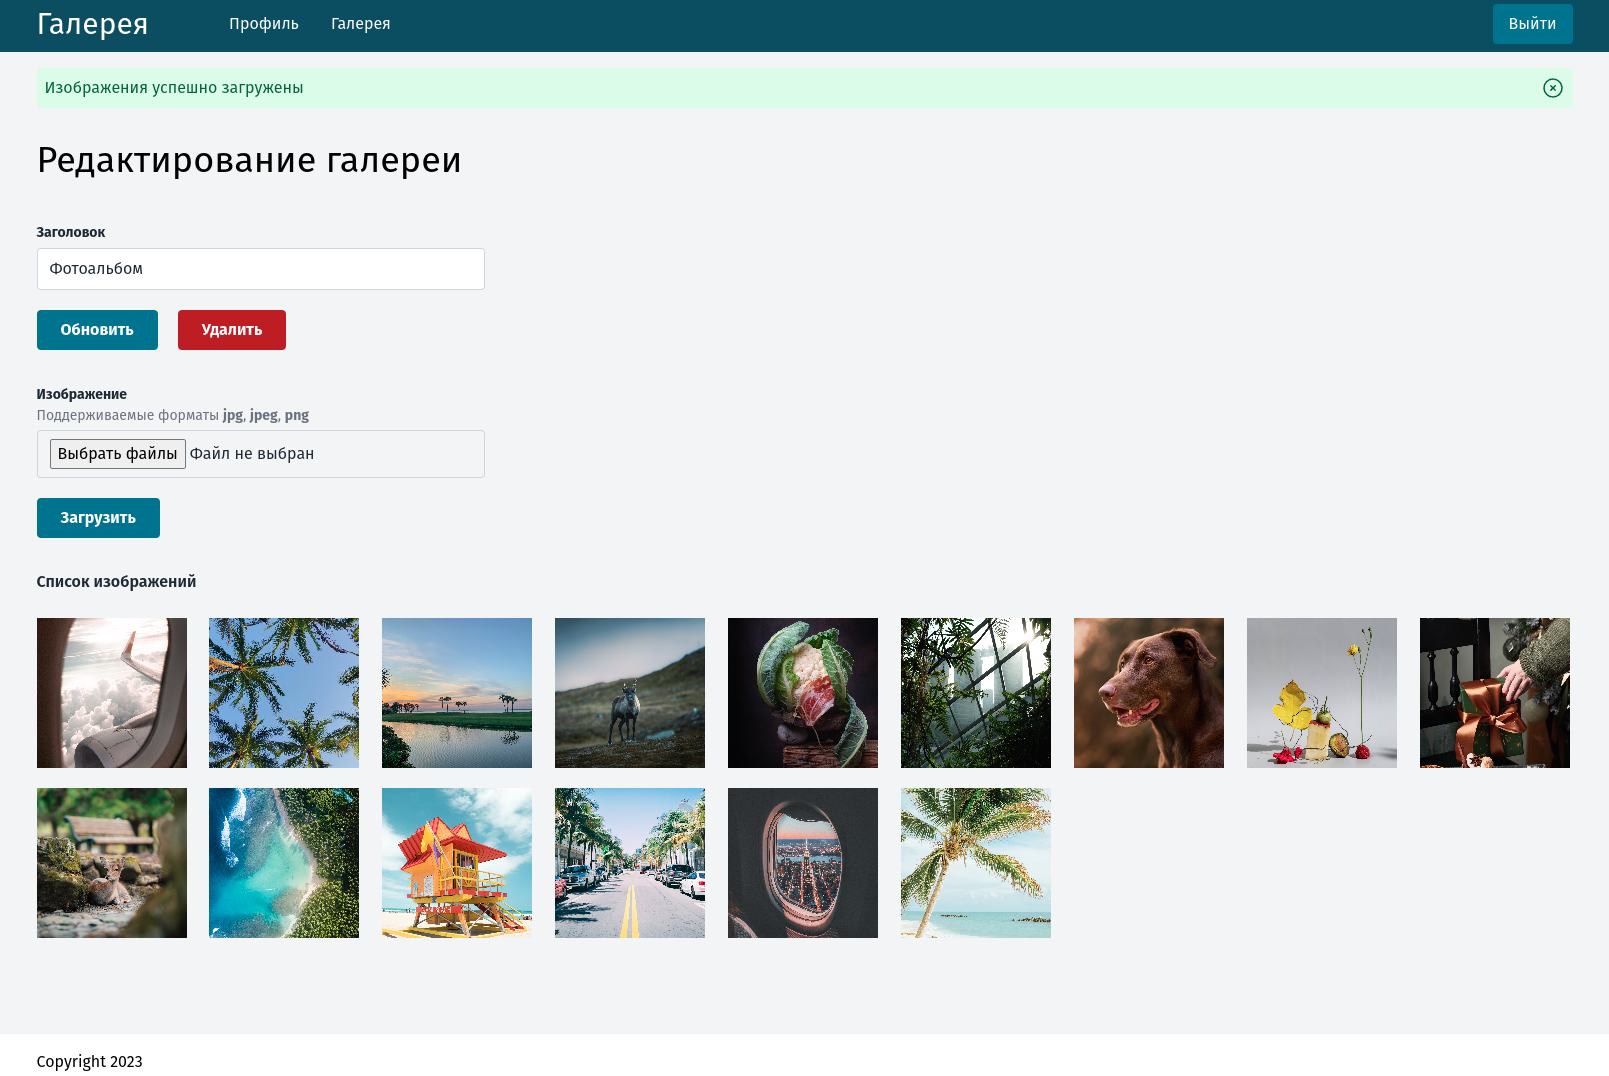 Галерея
Профиль
Галерея
Выйти
Изображения успешно загружены
Редактирование галереи
Заголовок
Фотоальбом
Обновить
Удалить
Изображение
Поддерживаемые форматы jpg, jpeg, png
Выбрать файлы Файл не выбран
Загрузить
Список изображений
Copyright 2023